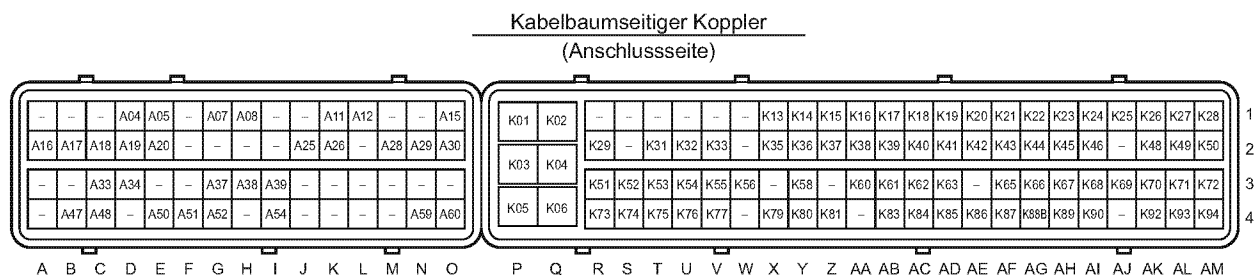 Kabelbaumseitiger Koppler
(Anschlussseite)
– – – A04 A05 – A07 A08 – – A11 A12 – – A15 K01 K02 – – – – – – K13 K14 K15 K16 K17 K18 K19 K20 K21 K22 K23 K24 K25 K26 K27 K28 1
A16 A17 A18 A19 A20 – – – – A25 A26 – A28 A29 A30 K03 K04 K29 – K31 K32 K33 – K35 K36 K37 K38 K39 K40 K41 K42 K43 K44 K45 K46 – K48 K49 K50 2
– – A33 A34 – – A37 A38 A39 – – – – – – K51 K52 K53 K54 K55 K56 – K58 – K60 K61 K62 K63 – K65 K66 K67 K68 K69 K70 K71 K72 3
– A47 A48 – A50 A51 A52 – A54 – – – – A59 A60 K05 K06 K73 K74 K75 K76 K77 – K79 K80 K81 – K83 K84 K85 K86 K87 K88B K89 K90 – K92 K93 K94 4
A B C D E F G H I J K L M N O P Q R S T U V W X Y Z AA AB AC AD AE AF AG AH AI AJ AK AL AM